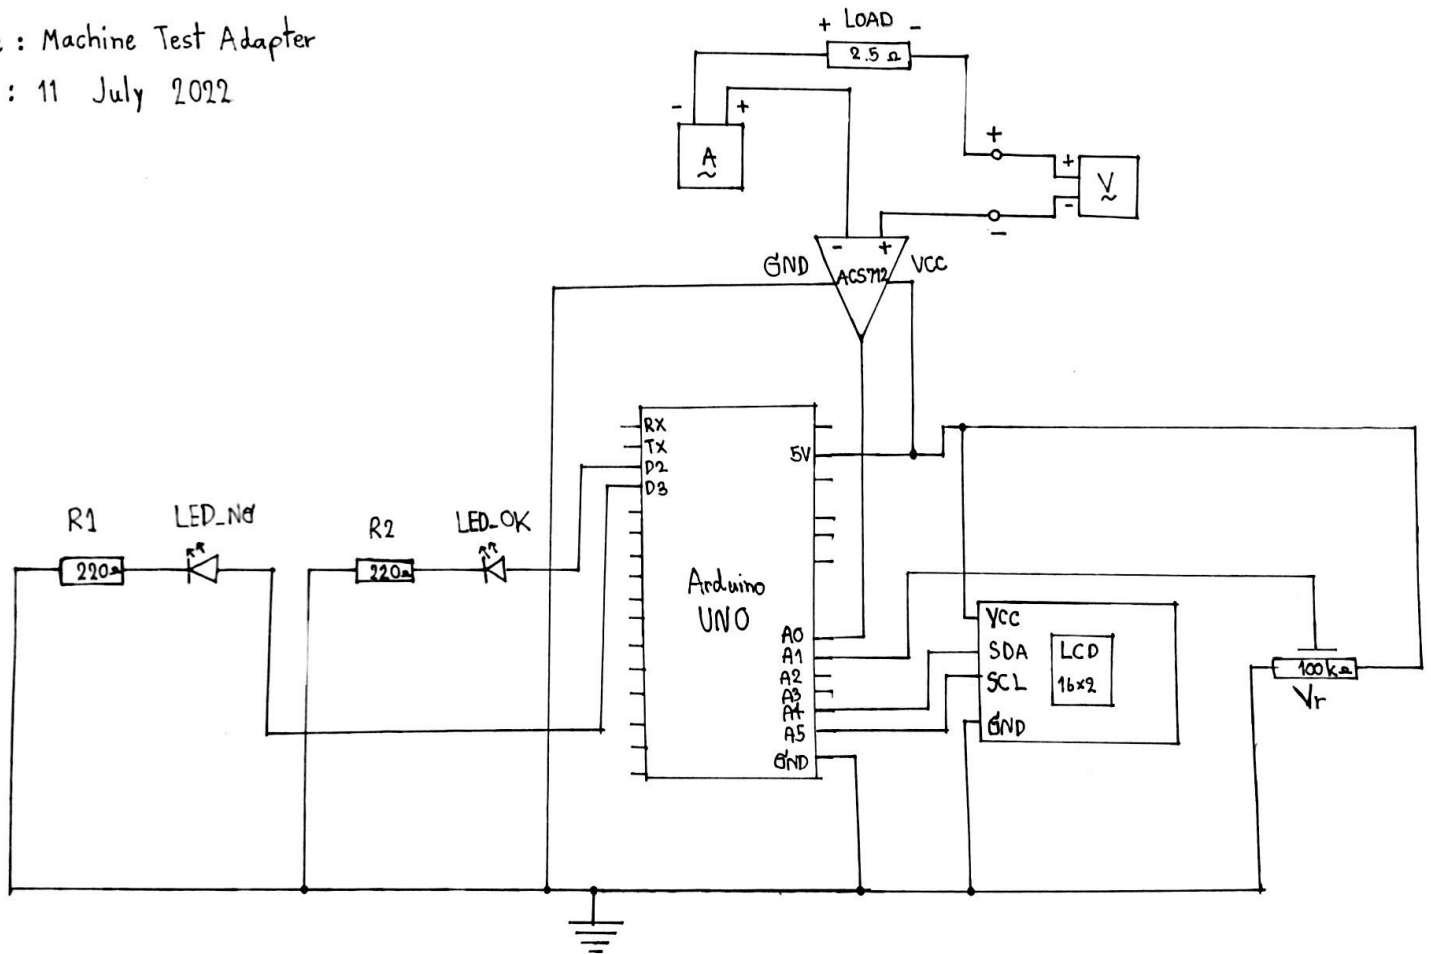 : Machine Test Adapter
: 11 July 2022
+ LOAD -
2.5 Ω
- +
A
~
+
+
V
~
-
-
- +
GND ACS712 VCC
RX
TX
D2
D3
5V
Arduino
UNO
A0
A1
A2
A3
A4
A5
GND
R1 LED_NG
220Ω
R2 LED_OK
220Ω
VCC
SDA
SCL
GND
LCD
16x2
100kΩ
Vr